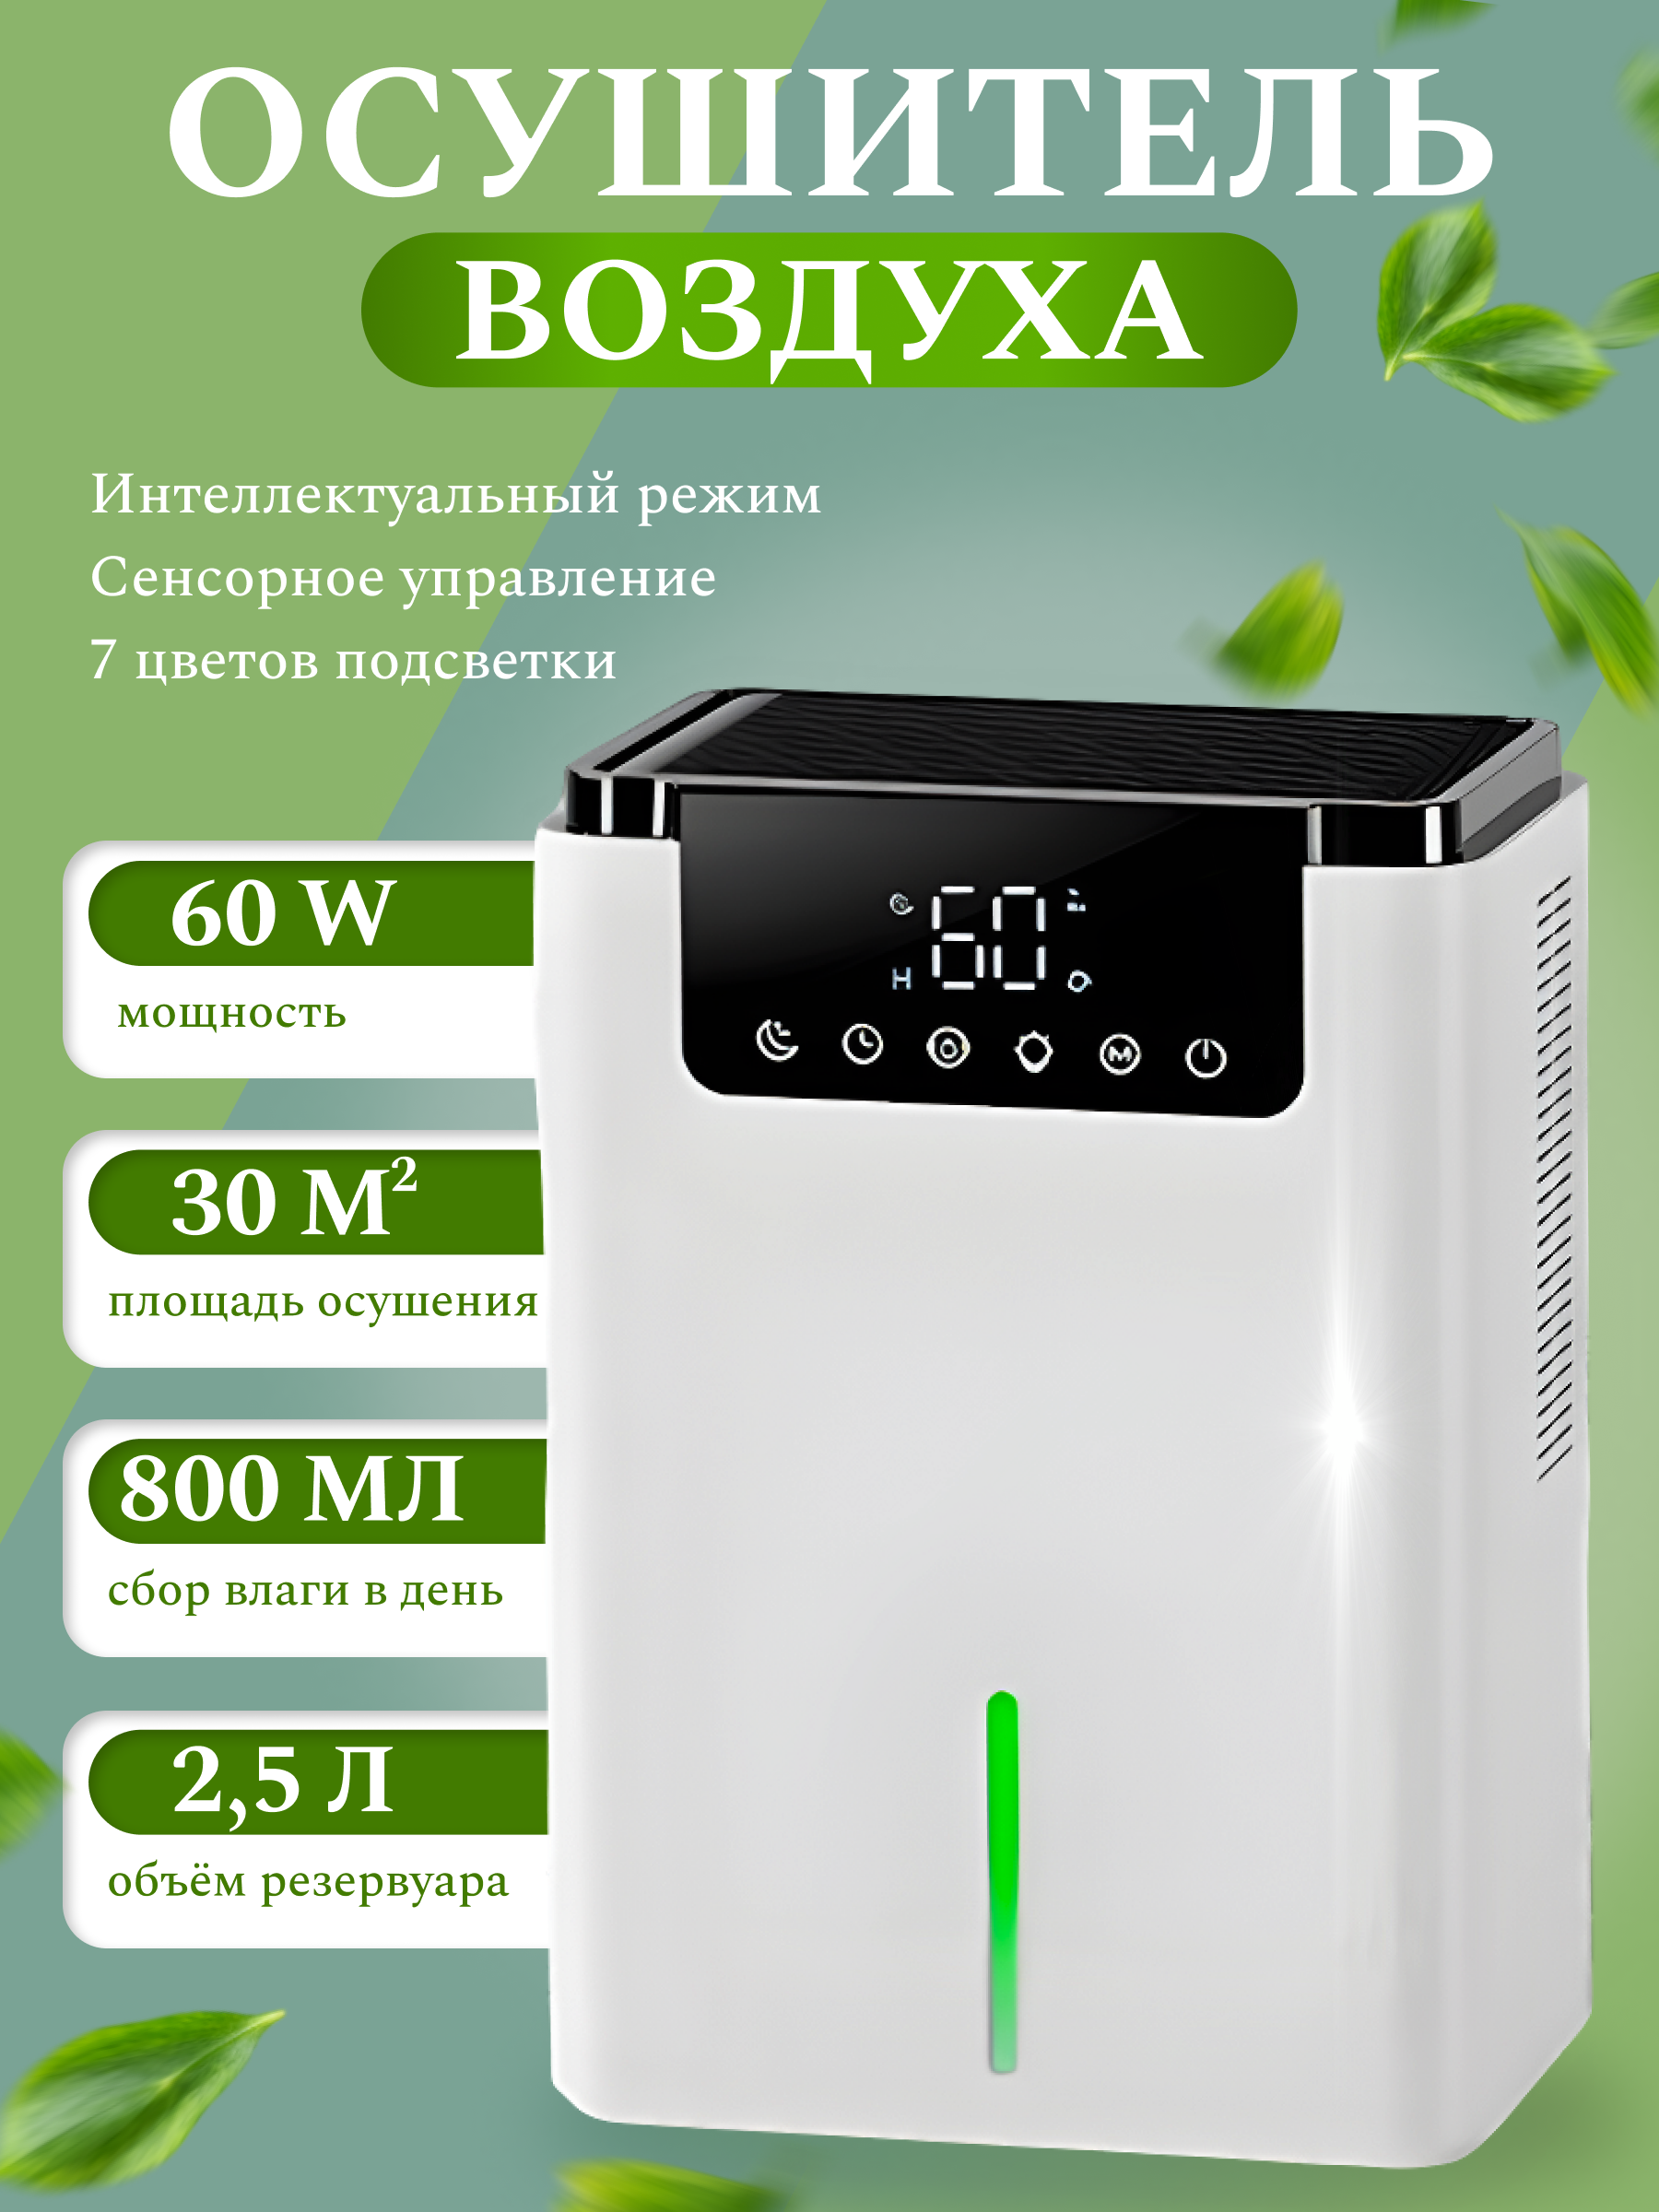 ОСУШИТЕЛЬ
ВОЗДУХА
Интеллектуальный режим
Сенсорное управление
7 цветов подсветки
60 W
мощность
30 М²
площадь осушения
800 МЛ
сбор влаги в день
2,5 Л
объём резервуара
60
H
M